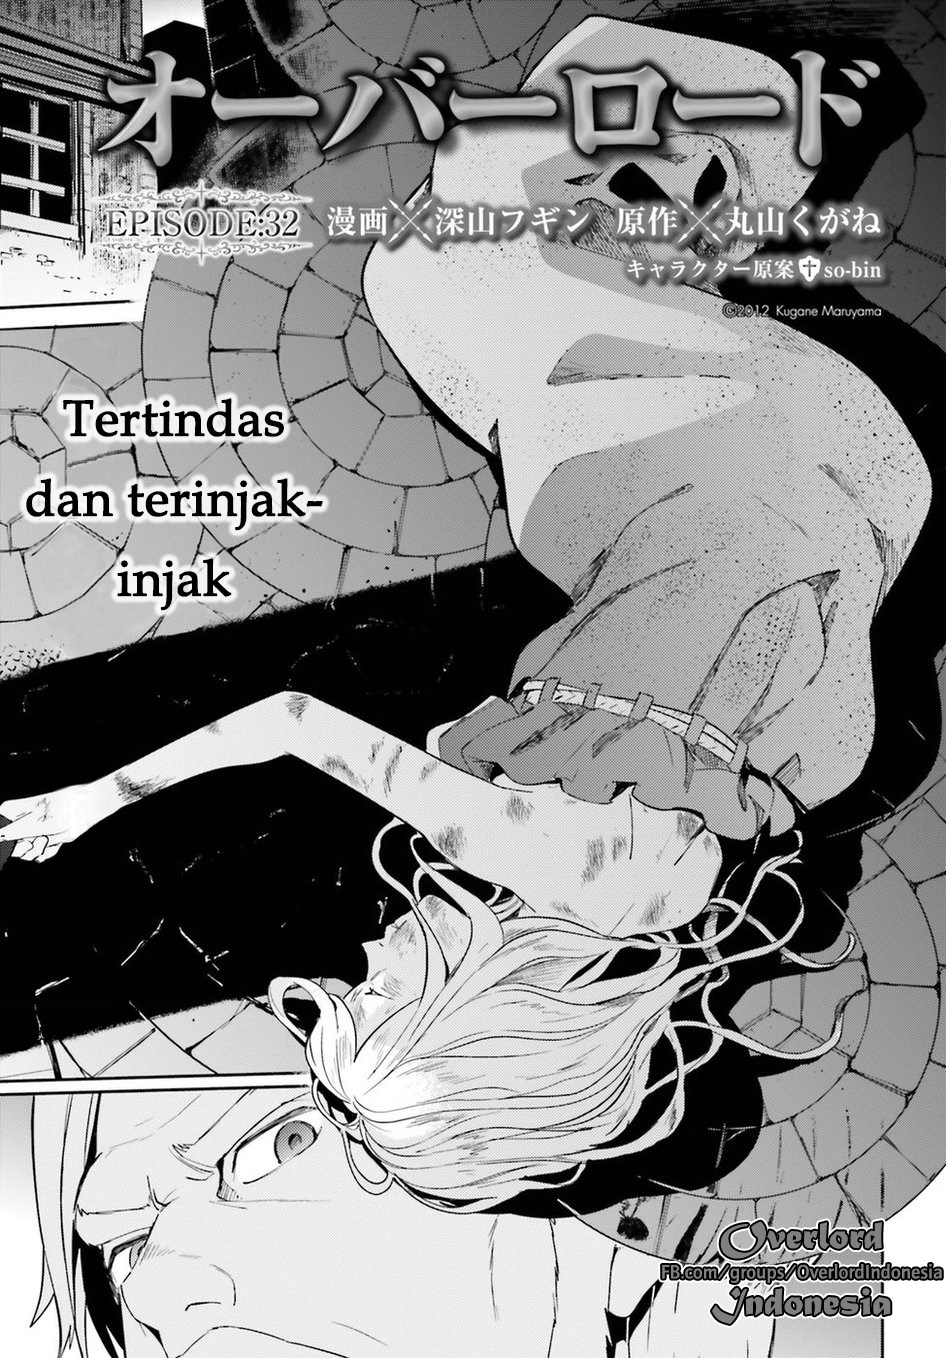 オーバーロード
EPISODE:32 漫画×深山フギン 原作×丸山くがね
キャラクター原案 so-bin
©2012 Kugane Maruyama
Tertindas
dan terinjak-
injak
Overlord
FB.com/groups/OverlordIndonesia
Indonesia